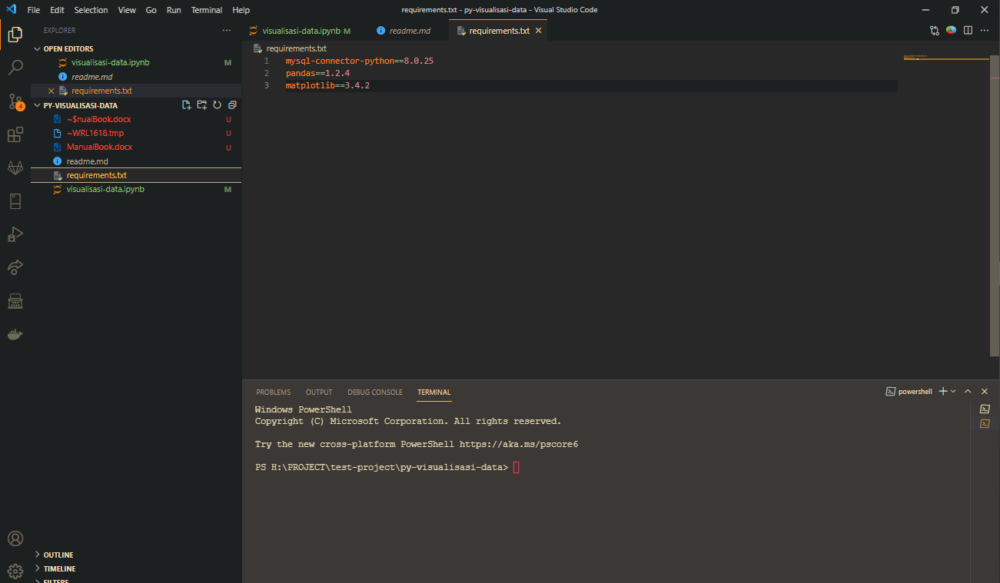 File Edit Selection View Go Run Terminal Help
requirements.txt - py-visualisasi-data - Visual Studio Code
EXPLORER
OPEN EDITORS
visualisasi-data.ipynb M
readme.md
requirements.txt
4
PY-VISUALISASI-DATA
~$nualBook.docx U
~WRL1618.tmp U
ManualBook.docx U
readme.md
requirements.txt
visualisasi-data.ipynb M
OUTLINE
TIMELINE
FILTERS
visualisasi-data.ipynb M
readme.md
requirements.txt
requirements.txt
1 mysql-connector-python==8.0.25
2 pandas==1.2.4
3 matplotlib==3.4.2
PROBLEMS OUTPUT DEBUG CONSOLE TERMINAL
powershell
Windows PowerShell
Copyright (C) Microsoft Corporation. All rights reserved.
Try the new cross-platform PowerShell https://aka.ms/pscore6
PS H:\PROJECT\test-project\py-visualisasi-data>